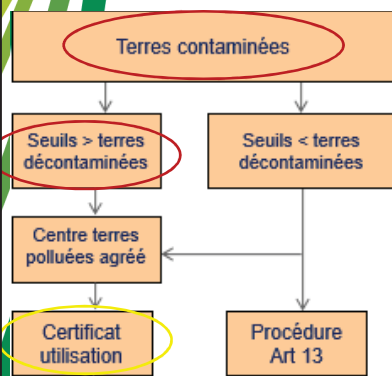 Terres contaminées
Seuils > terres
décontaminées
Seuils < terres
décontaminées
Centre terres
polluées agréé
Certificat
utilisation
Procédure
Art 13